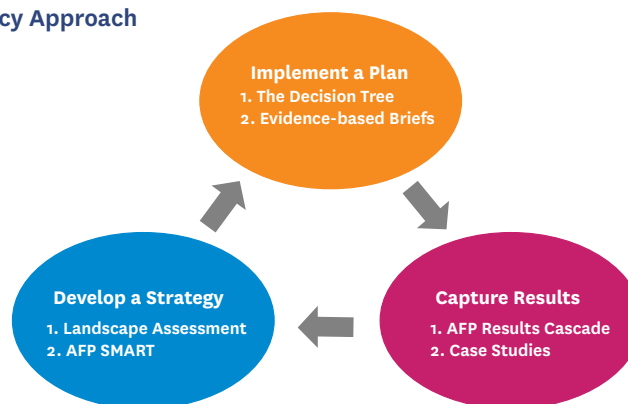 cy Approach
Implement a Plan
1. The Decision Tree
2. Evidence-based Briefs
Develop a Strategy
1. Landscape Assessment
2. AFP SMART
Capture Results
1. AFP Results Cascade
2. Case Studies